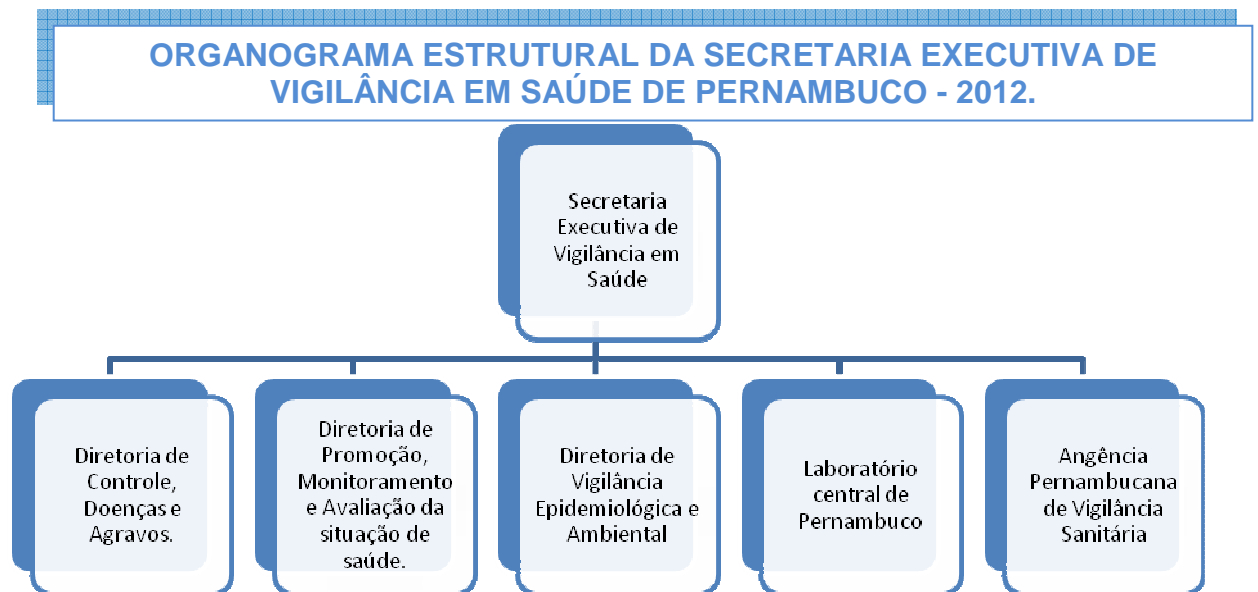 ORGANOGRAMA ESTRUTURAL DA SECRETARIA EXECUTIVA DE
VIGILÂNCIA EM SAÚDE DE PERNAMBUCO - 2012.
Secretaria
Executiva de
Vigilância em
Saúde
Diretoria de
Controle,
Doenças e
Agravos.
Diretoria de
Promoção,
Monitoramento
e Avaliação da
situação de
saúde.
Diretoria de
Vigilância
Epidemiológica e
Ambiental
Laboratório
central de
Pernambuco
Angência
Pernambucana
de Vigilância
Sanitária